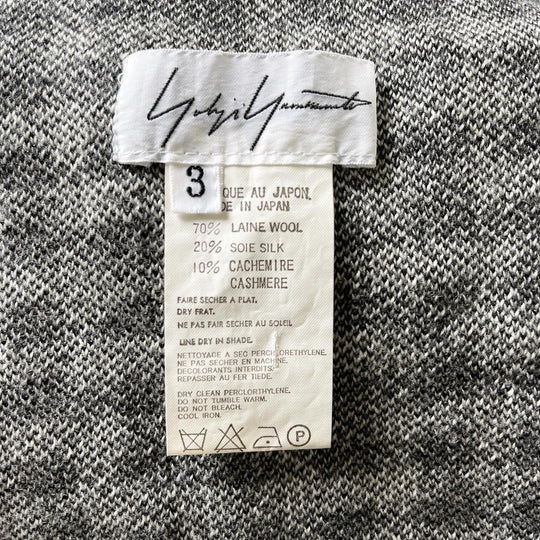 Yohji Yamamoto
3
QUE AU JAPON.
DE IN JAPAN
70% LAINE WOOL
20% SOIE SILK
10% CACHEMIRE
CASHMERE
FAIRE SECHER A PLAT.
DRY FRAT.
NE PAS FAIR SECHER AU SOLEIL
LINE DRY IN SHADE.
NETTOYAGE A SEC PERCHLORETHYLENE.
NE PAS SECHER EN MACHINE.
DECOLORANTS INTERDITS.
REPASSER AU FER TIEDE.
DRY CLEAN PERCLORTHYLENE.
DO NOT TUMBLE WARM.
DO NOT BLEACH.
COOL IRON.
P